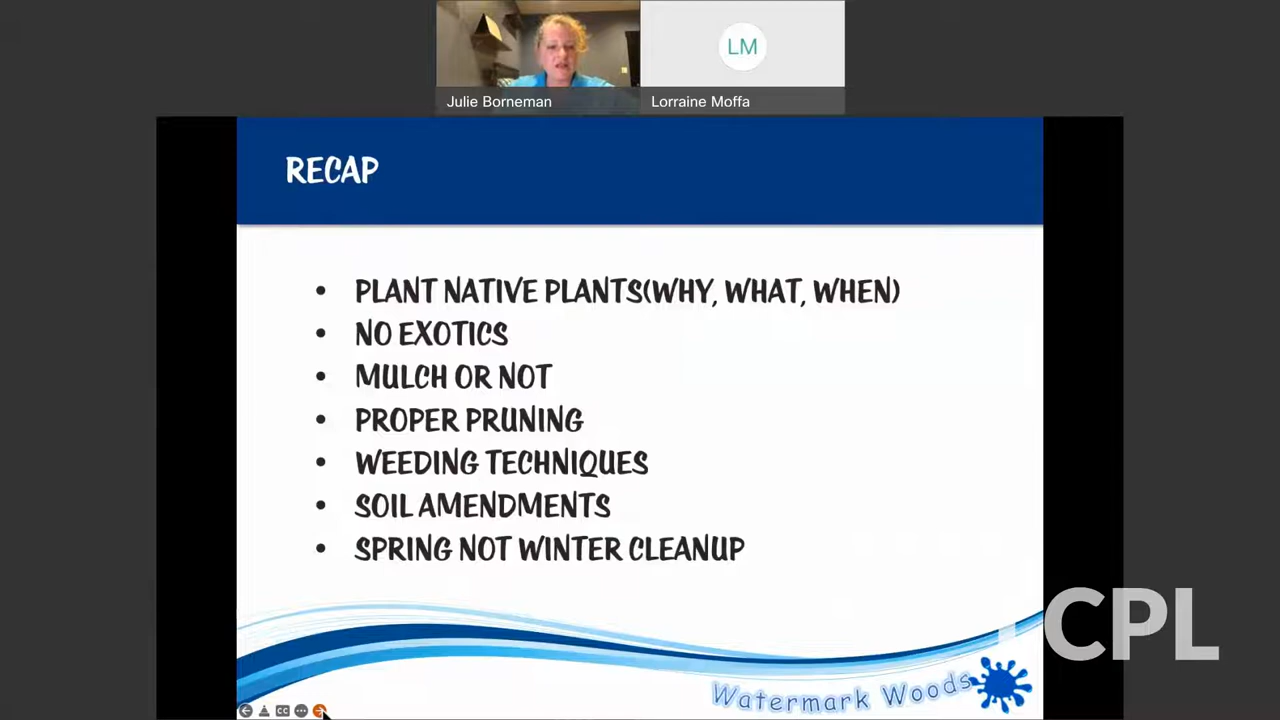 LM
Julie Borneman
Lorraine Moffa
RECAP
• PLANT NATIVE PLANTS(WHY, WHAT, WHEN)
• NO EXOTICS
• MULCH OR NOT
• PROPER PRUNING
• WEEDING TECHNIQUES
• SOIL AMENDMENTS
• SPRING NOT WINTER CLEANUP
CPL
Watermark Woods
CC